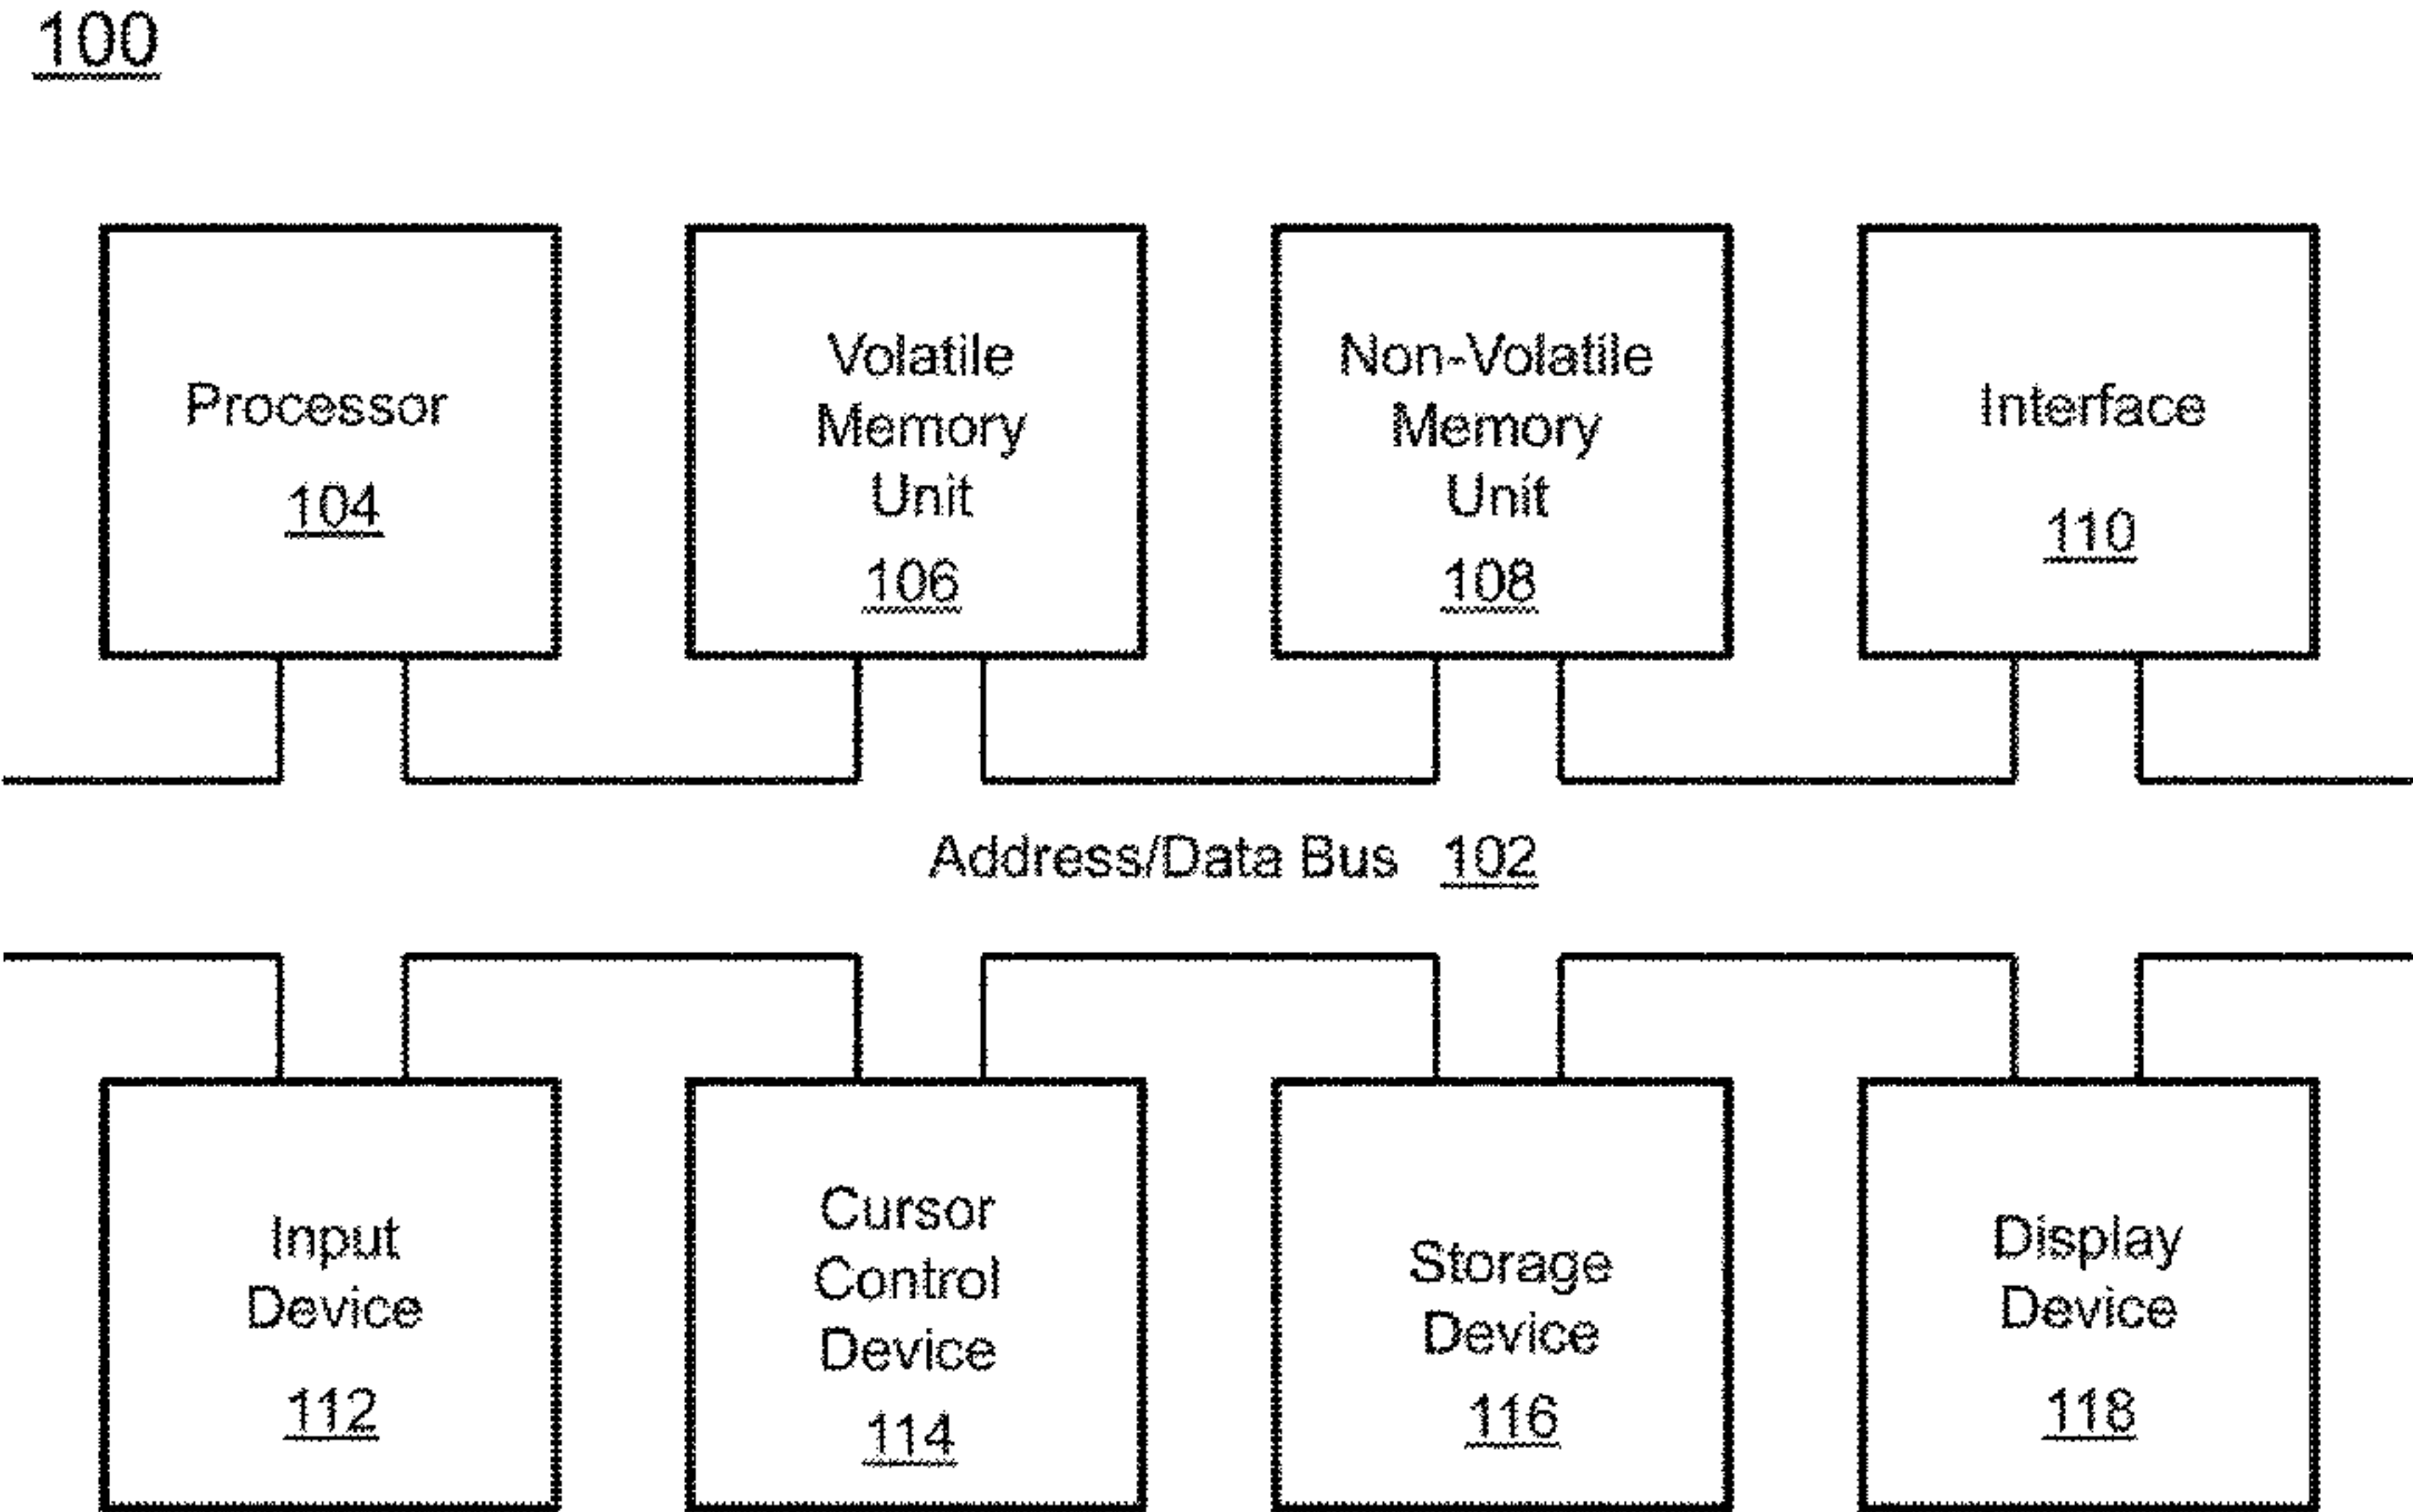 100
Processor
104
Volatile
Memory
Unit
106
Non-Volatile
Memory
Unit
108
Interface
110
Address/Data Bus 102
Input
Device
112
Cursor
Control
Device
114
Storage
Device
116
Display
Device
118